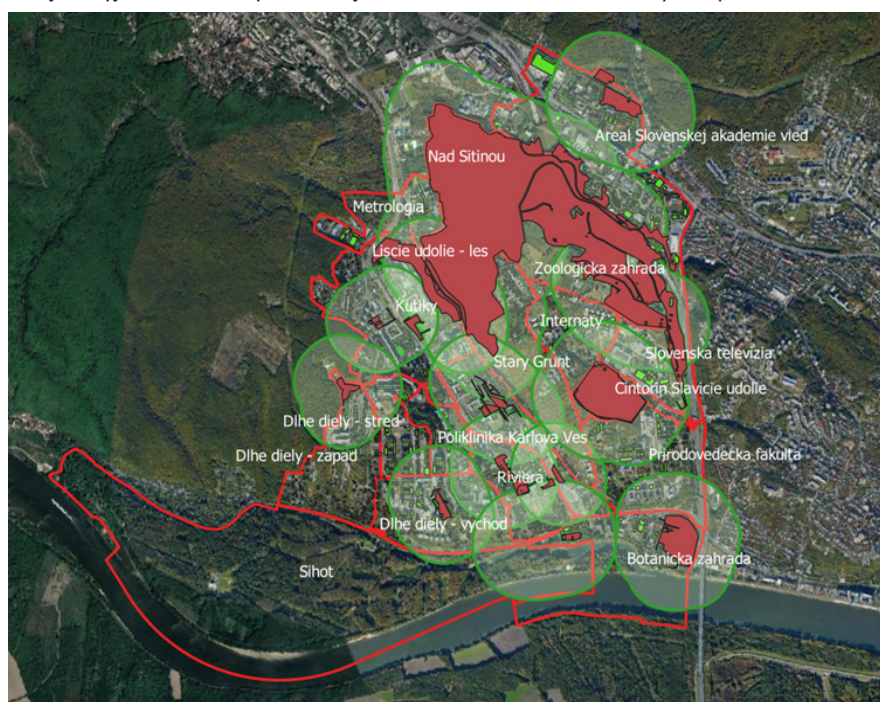 Areal Slovenskej akademie vied
Nad Sitinou
Metrologia
Liscie udolie - les
Zoologicka zahrada
Kutiky
Internaty
Stary Grunt
Slovenska televizia
Cintorin Slavicie udolie
Dlhe diely - stred
Poliklinika Karlova Ves
Dlhe diely - zapad
Prirodovedecka fakulta
Riviera
Dlhe diely - vychod
Botanicka zahrada
Sihot